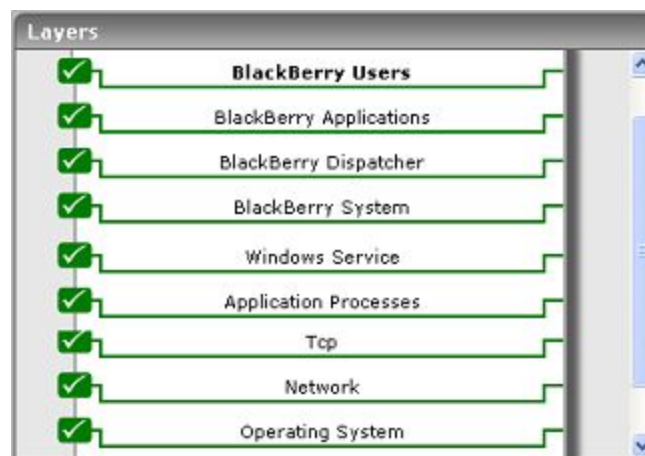 Layers
BlackBerry Users
BlackBerry Applications
BlackBerry Dispatcher
BlackBerry System
Windows Service
Application Processes
Tcp
Network
Operating System